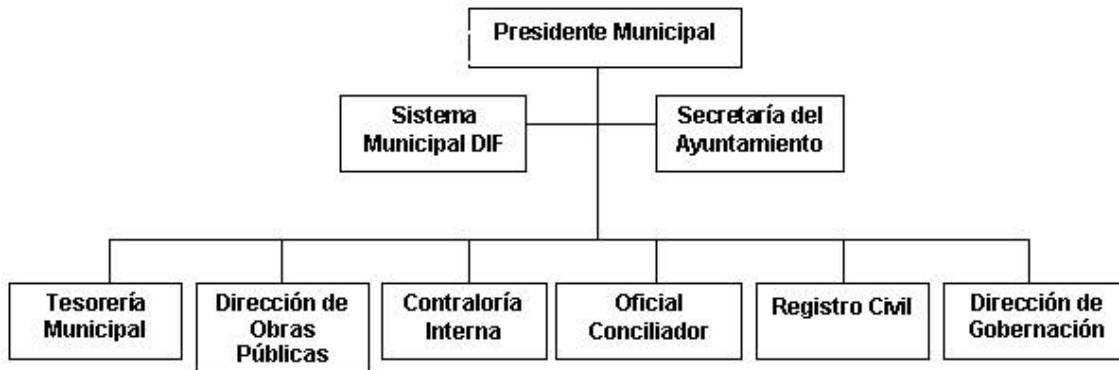 Presidente Municipal
Sistema
Municipal DIF
Secretaría del
Ayuntamiento
Tesorería
Municipal
Dirección de
Obras
Públicas
Contraloría
Interna
Oficial
Conciliador
Registro Civil
Dirección de
Gobernación